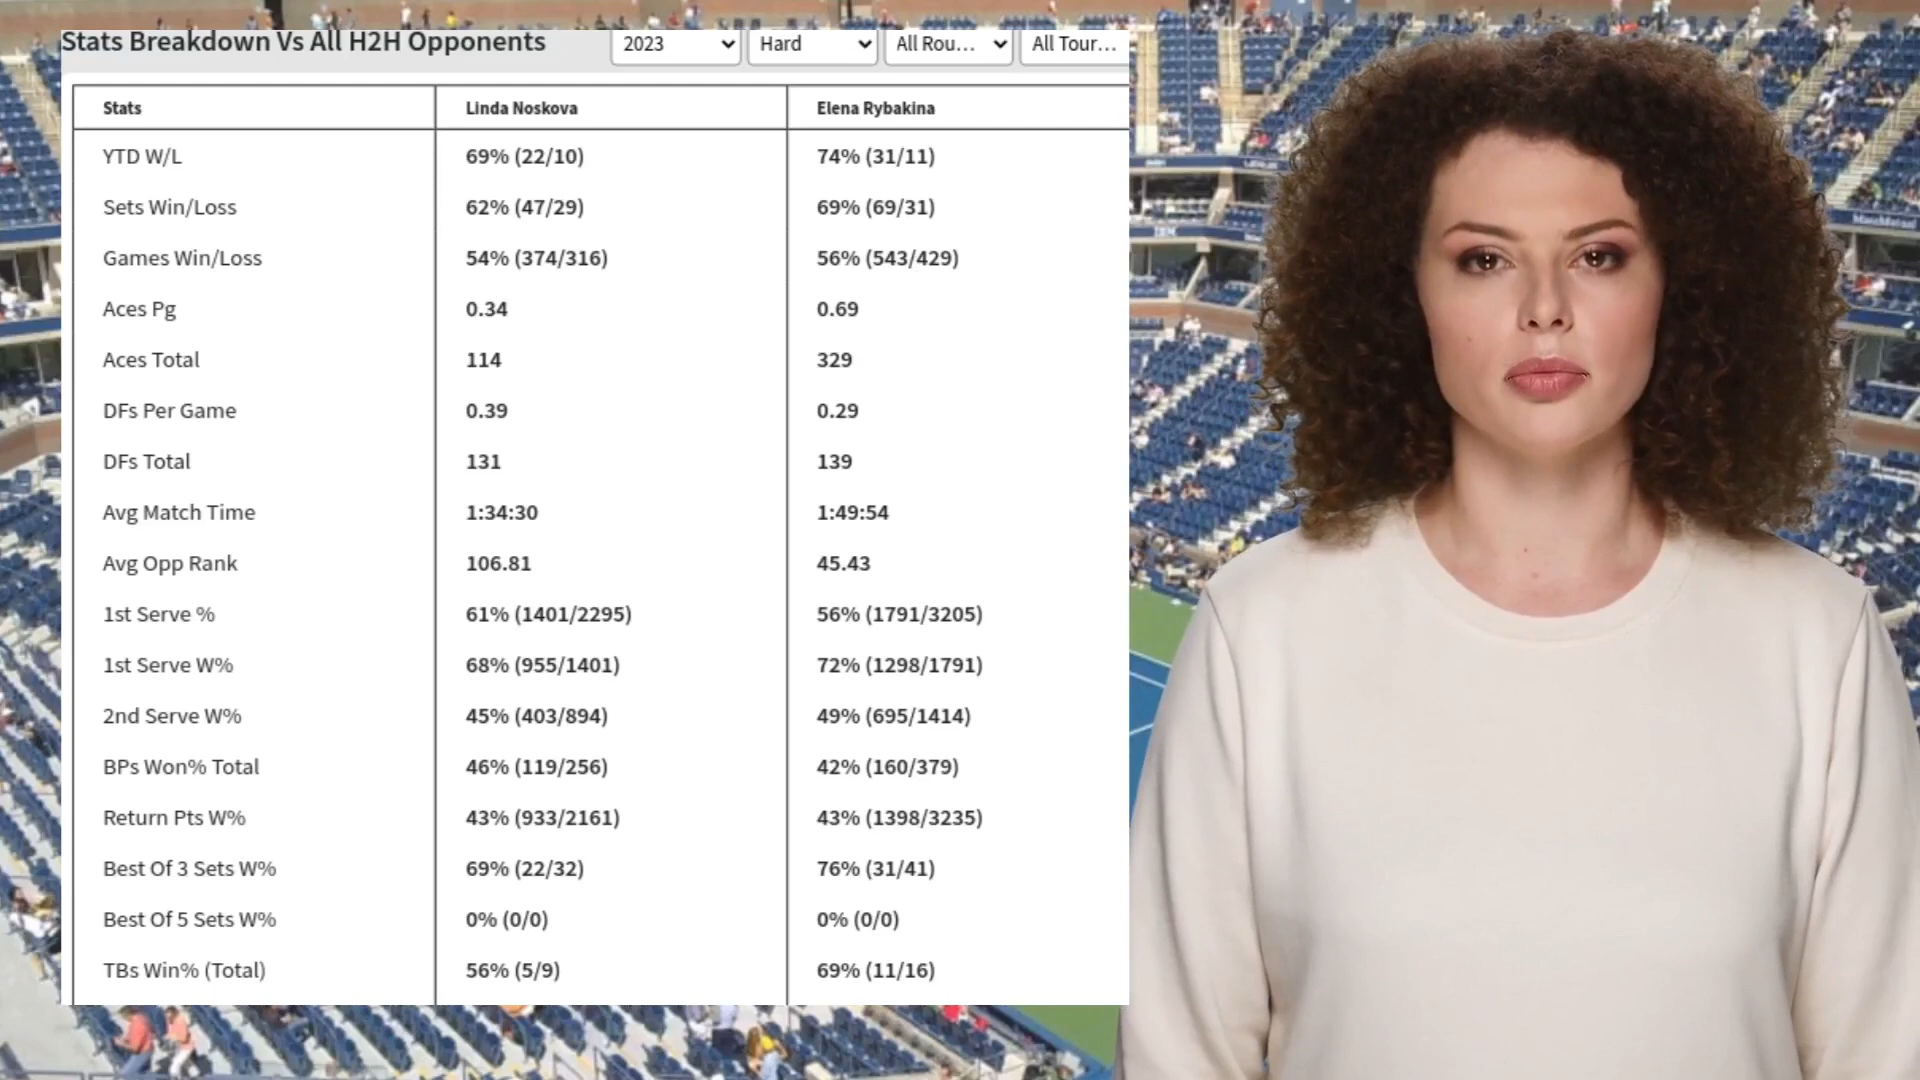 Stats Breakdown Vs All H2H Opponents 2023 Hard All Rou... All Tour...
Stats Linda Noskova Elena Rybakina
YTD W/L 69% (22/10) 74% (31/11)
Sets Win/Loss 62% (47/29) 69% (69/31)
Games Win/Loss 54% (374/316) 56% (543/429)
Aces Pg 0.34 0.69
Aces Total 114 329
DFs Per Game 0.39 0.29
DFs Total 131 139
Avg Match Time 1:34:30 1:49:54
Avg Opp Rank 106.81 45.43
1st Serve % 61% (1401/2295) 56% (1791/3205)
1st Serve W% 68% (955/1401) 72% (1298/1791)
2nd Serve W% 45% (403/894) 49% (695/1414)
BPs Won% Total 46% (119/256) 42% (160/379)
Return Pts W% 43% (933/2161) 43% (1398/3235)
Best Of 3 Sets W% 69% (22/32) 76% (31/41)
Best Of 5 Sets W% 0% (0/0) 0% (0/0)
TBs Win% (Total) 56% (5/9) 69% (11/16)
IBM